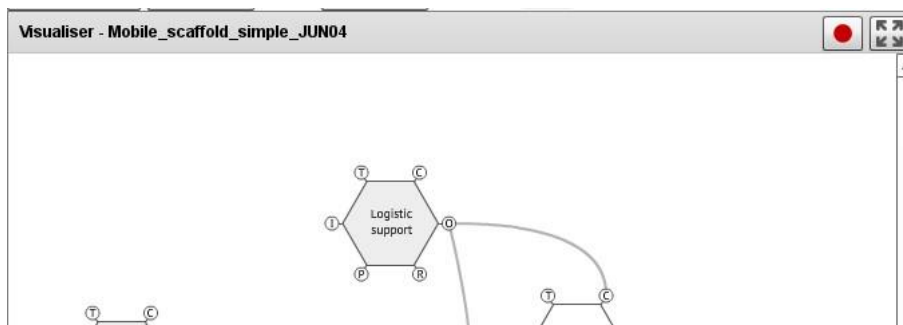 Visualiser - Mobile_scaffold_simple_JUN04
T C
I Logistic support O
P R
T C
T C